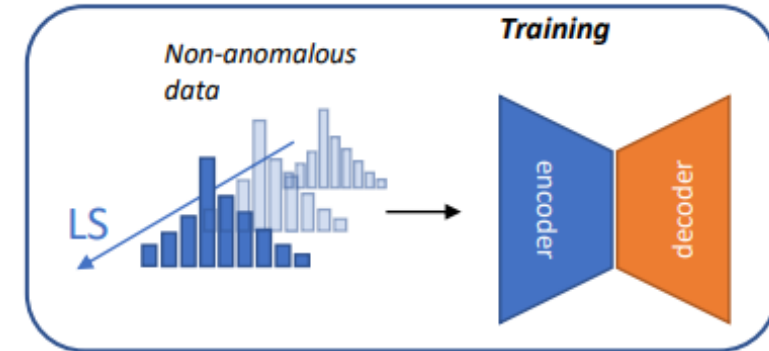 Training
Non-anomalous
data
LS
encoder
decoder